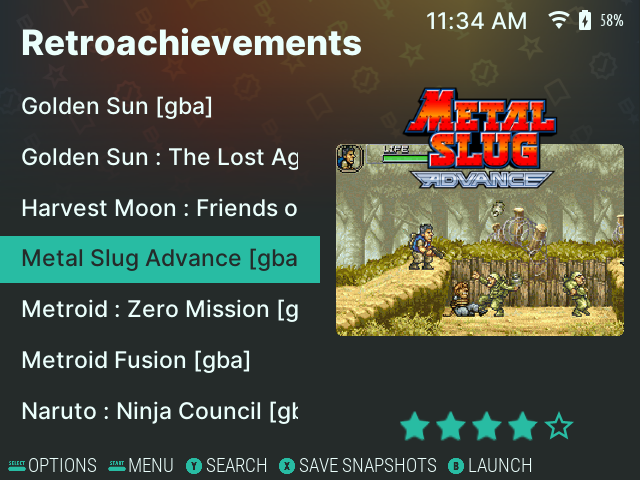 11:34 AM 58%
Retroachievements
Golden Sun [gba]
Golden Sun : The Lost Ag
Harvest Moon : Friends o
Metal Slug Advance [gba
Metroid : Zero Mission [g
Metroid Fusion [gba]
Naruto : Ninja Council [gb
METAL
SLUG
ADVANCE
LIFE
SELECT OPTIONS START MENU Y SEARCH X SAVE SNAPSHOTS B LAUNCH